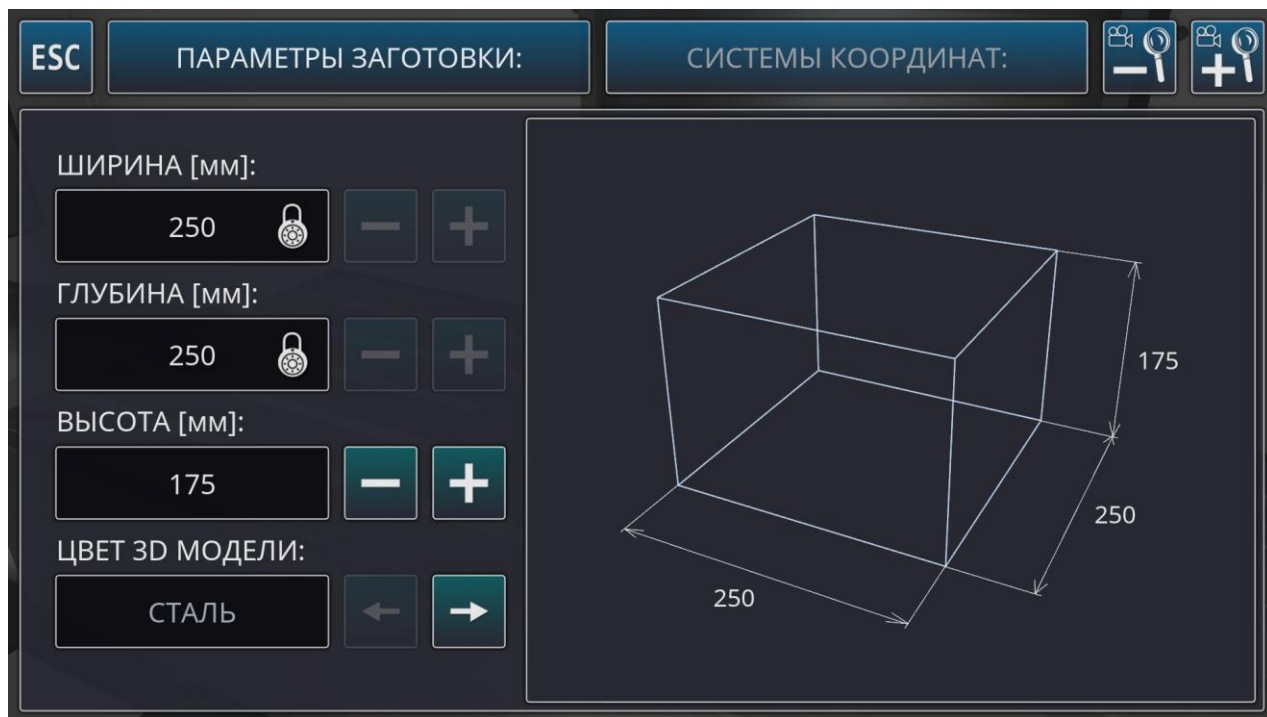 ESC
ПАРАМЕТРЫ ЗАГОТОВКИ:
СИСТЕМЫ КООРДИНАТ:
ШИРИНА [мм]:
250
ГЛУБИНА [мм]:
250
ВЫСОТА [мм]:
175
ЦВЕТ 3D МОДЕЛИ:
СТАЛЬ
175
250
250